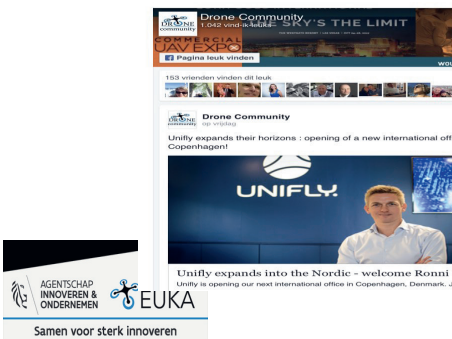 DRONE
community
Drone Community
1.042 vind-ik-leuks
SKY'S THE LIMIT
COMMERCIAL
UAV EXPO
Pagina leuk vinden
WOU
153 vrienden vinden dit leuk
DRONE
community
Drone Community
op vrijdag
Unifly expands their horizons : opening of a new international off
Copenhagen!
UNIFLY
Unifly expands into the Nordic - welcome Ronni
Unifly is opening our next international office in Copenhagen, Denmark. J
AGENTSCHAP
INNOVEREN &
ONDERNEMEN
EUKA
Samen voor sterk innoveren